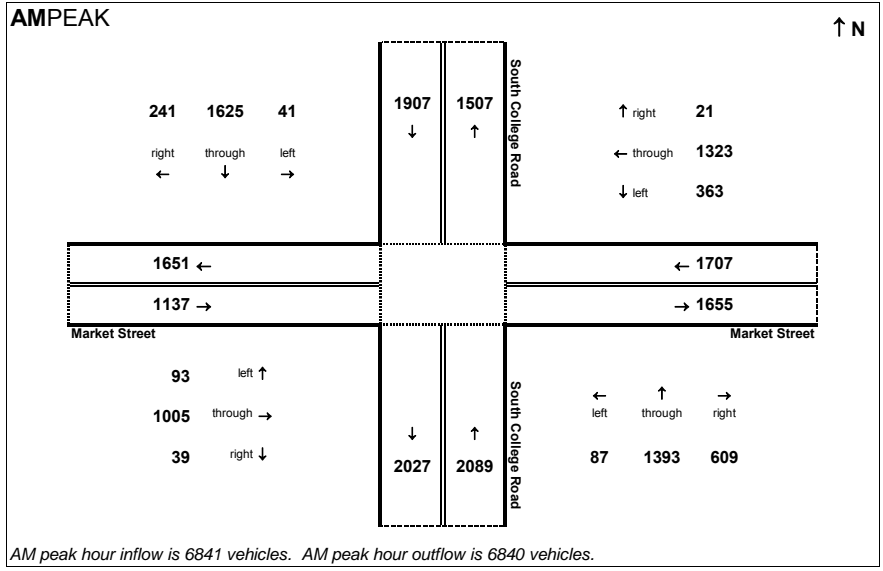 AMPEAK
↑ N
241 1625 41
right through left
← ↓ →
1907 1507
↓ ↑
South College Road
↑ right 21
← through 1323
↓ left 363
1651 ←
1137 →
← 1707
→ 1655
Market Street
Market Street
93 left ↑
1005 through →
39 right ↓
↓ ↑
2027 2089
South College Road
← ↑ →
left through right
87 1393 609
AM peak hour inflow is 6841 vehicles. AM peak hour outflow is 6840 vehicles.